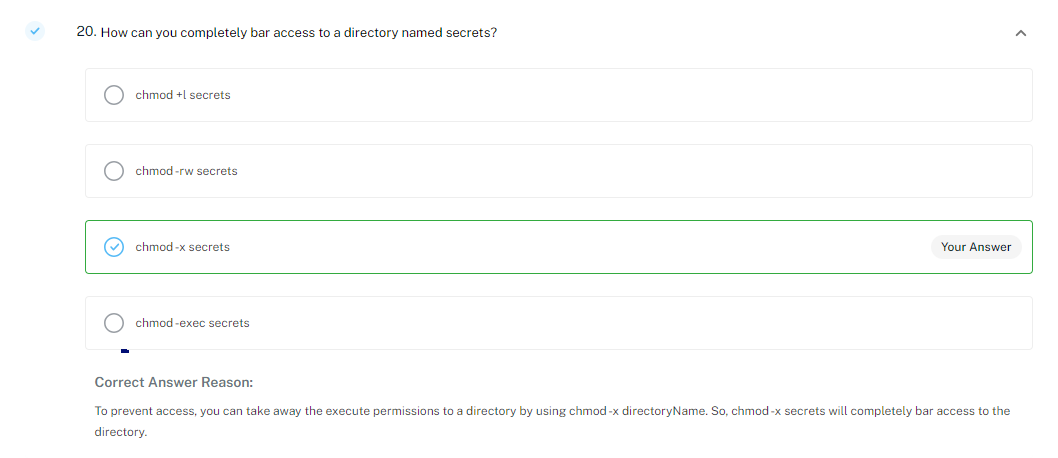 20. How can you completely bar access to a directory named secrets?
chmod +l secrets
chmod -rw secrets
chmod -x secrets Your Answer
chmod -exec secrets
Correct Answer Reason:
To prevent access, you can take away the execute permissions to a directory by using chmod -x directoryName. So, chmod -x secrets will completely bar access to the
directory.